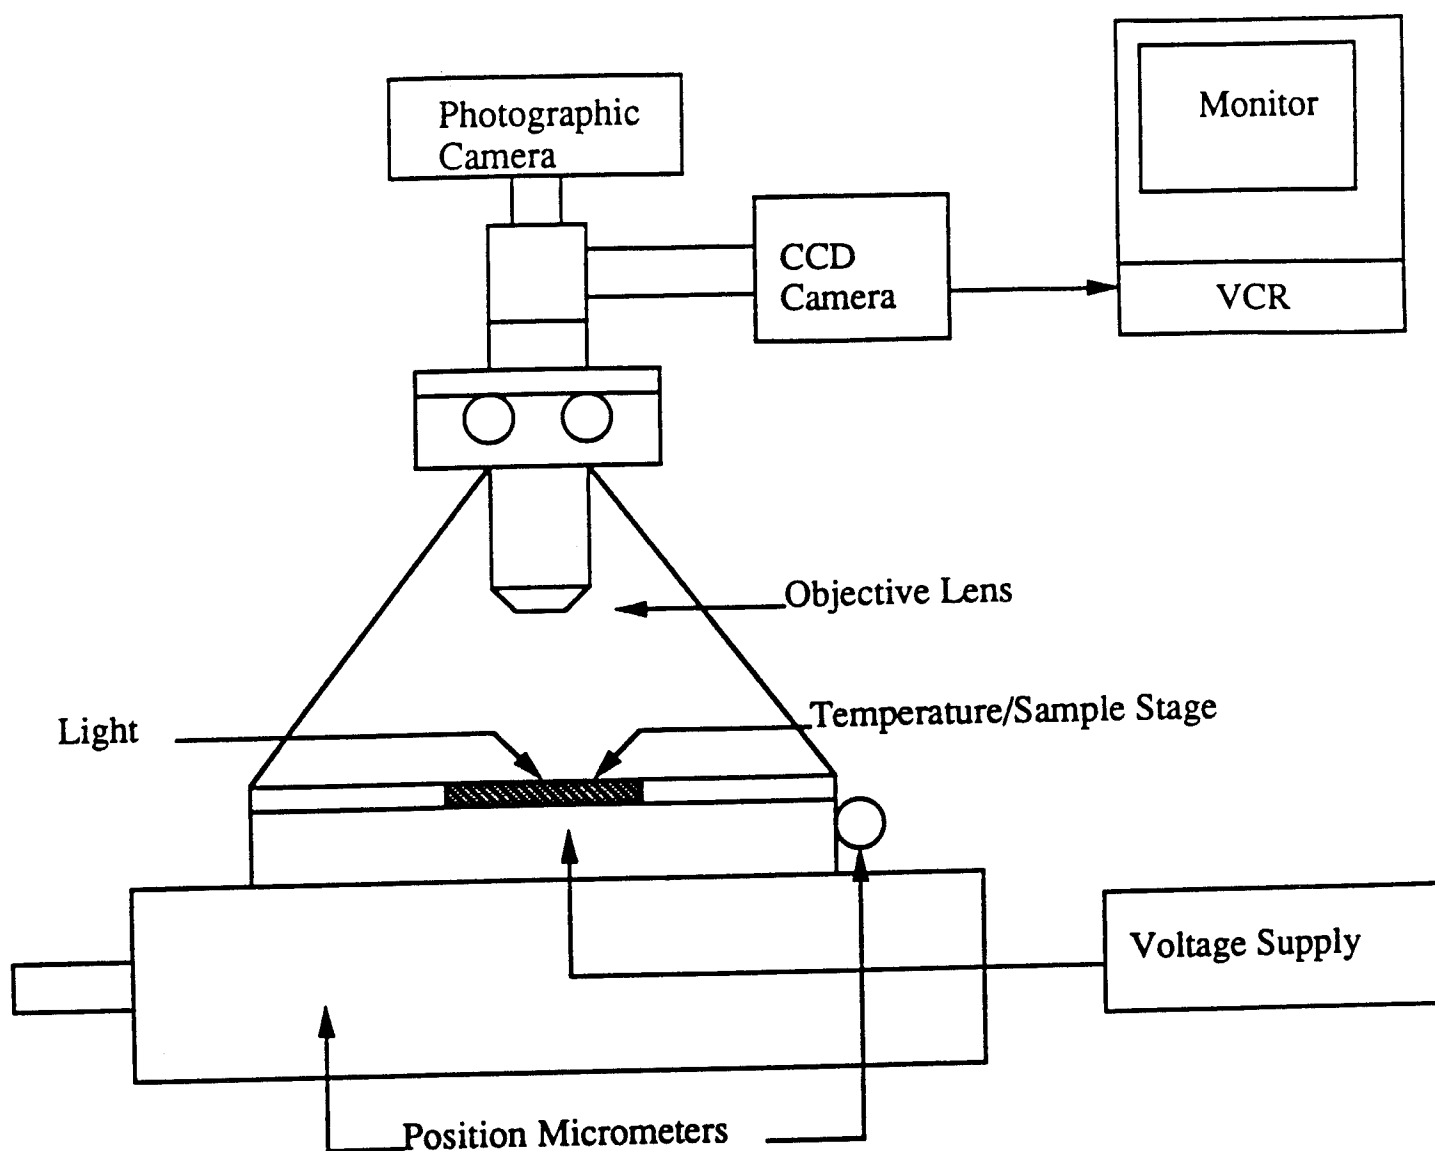 Photographic
Camera
Monitor
CCD
Camera
VCR
Objective Lens
Light
Temperature/Sample Stage
Voltage Supply
Position Micrometers